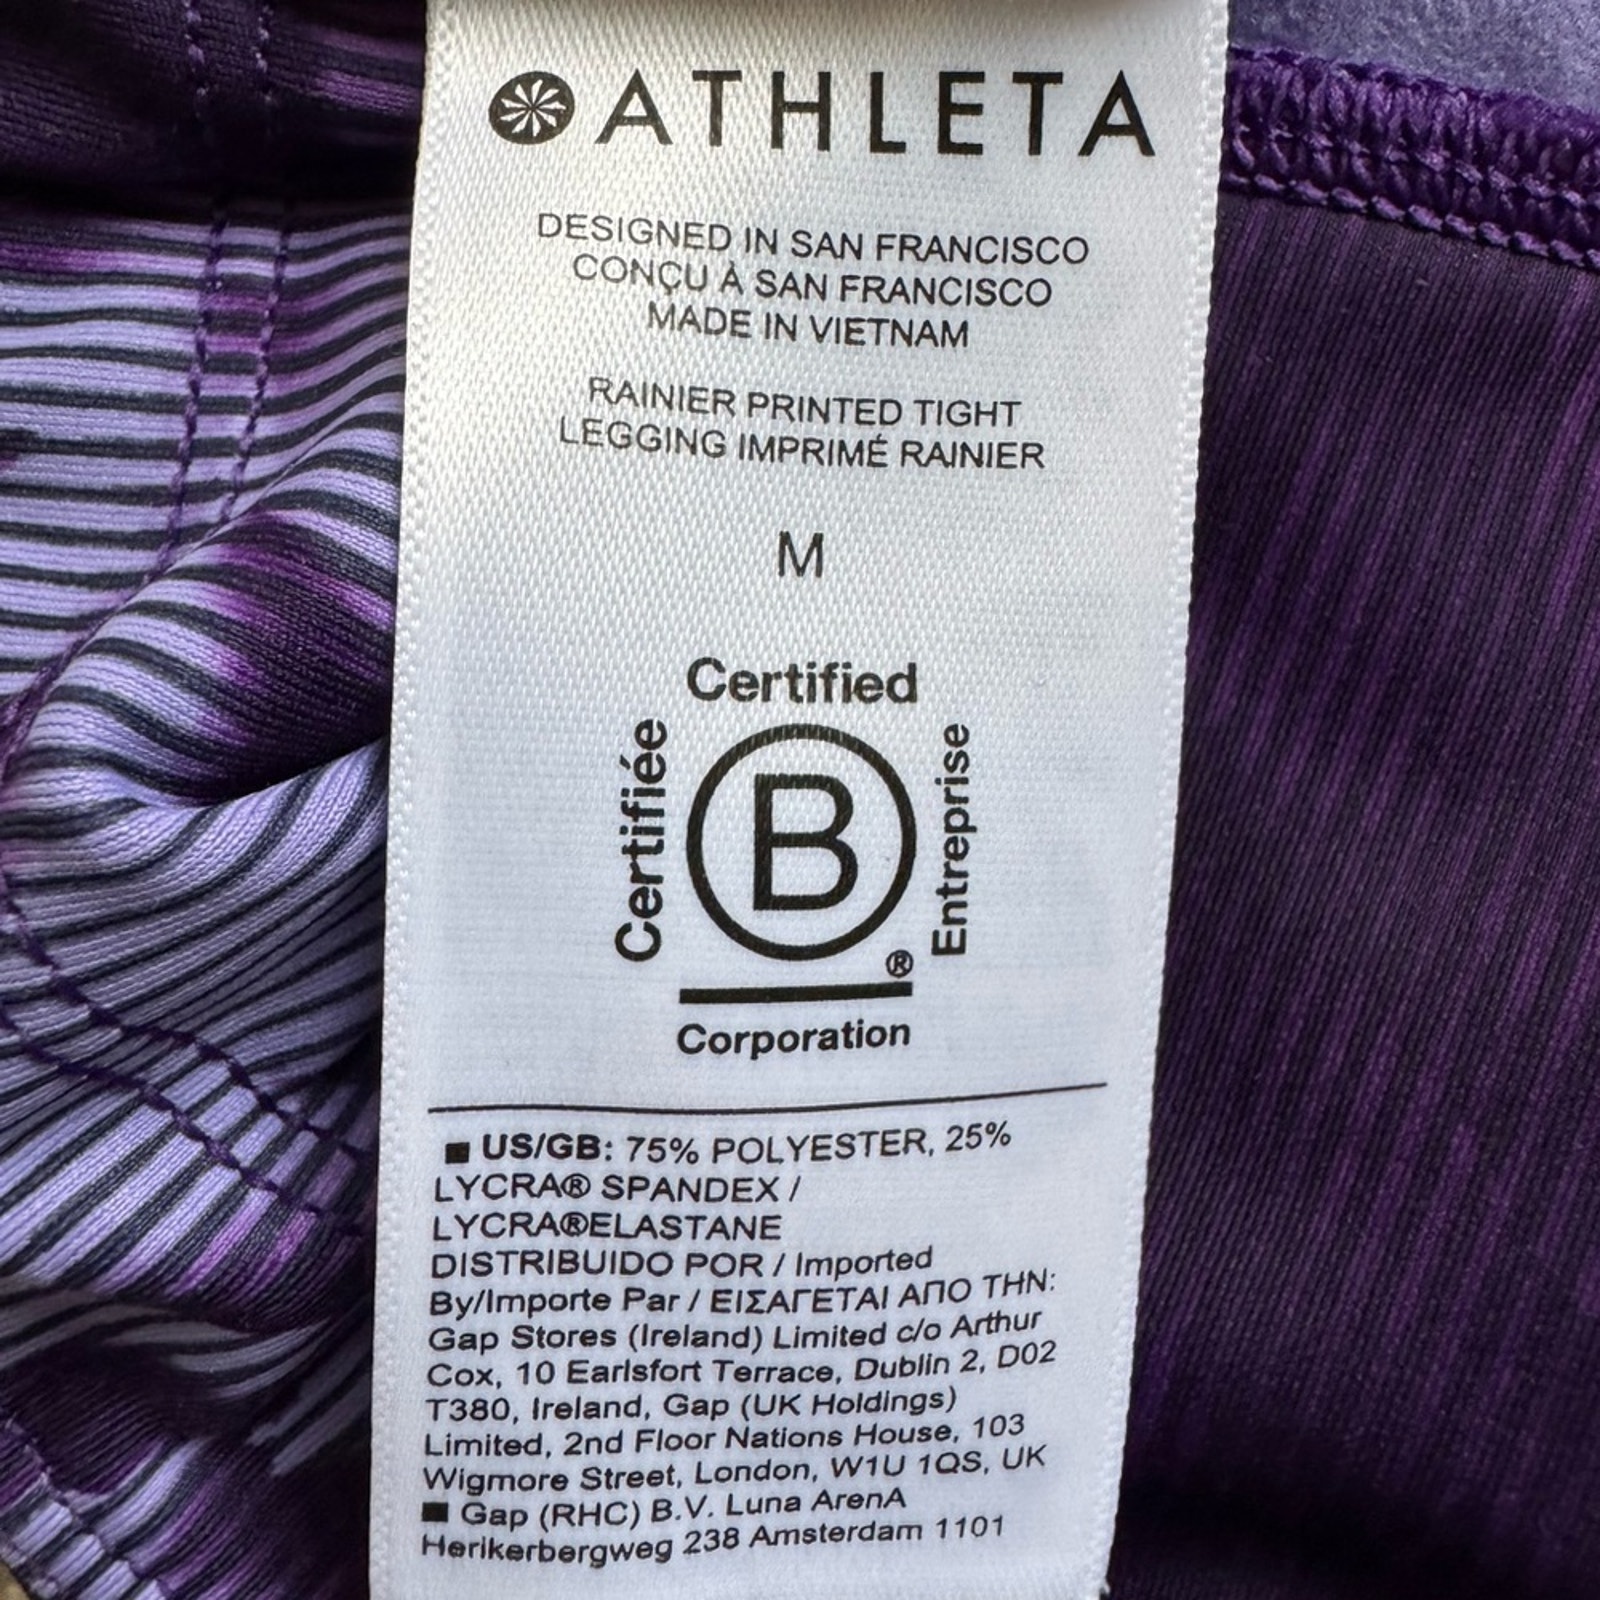 ATHLETA
DESIGNED IN SAN FRANCISCO
CONÇU À SAN FRANCISCO
MADE IN VIETNAM
RAINIER PRINTED TIGHT
LEGGING IMPRIMÉ RAINIER
M
Certified
Certifiée
B
Entreprise
®
Corporation
■ US/GB: 75% POLYESTER, 25%
LYCRA® SPANDEX /
LYCRA®ELASTANE
DISTRIBUIDO POR / Imported
By/Importe Par / ΕΙΣΑΓΕΤΑΙ ΑΠΟ ΤΗΝ:
Gap Stores (Ireland) Limited c/o Arthur
Cox, 10 Earlsfort Terrace, Dublin 2, D02
T380, Ireland, Gap (UK Holdings)
Limited, 2nd Floor Nations House, 103
Wigmore Street, London, W1U 1QS, UK
■ Gap (RHC) B.V. Luna ArenA
Herikerbergweg 238 Amsterdam 1101